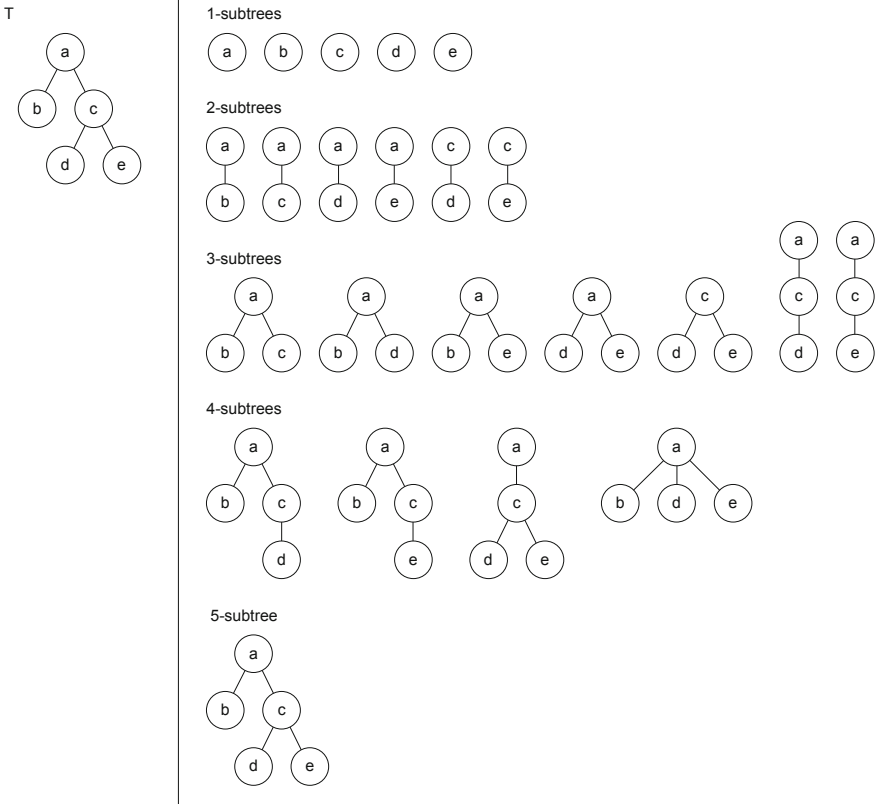 T
a
b c
d e
1-subtrees
a b c d e
2-subtrees
a a a a c c
b c d e d e
3-subtrees
a a
a a a a c c c
b c b d b e d e d e d e
4-subtrees
a a a a
b c b c c b d e
d e d e
5-subtree
a
b c
d e